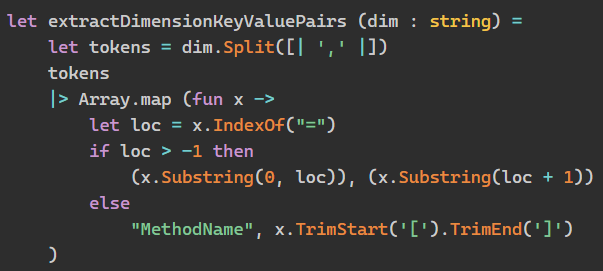 let extractDimensionKeyValuePairs (dim : string) =
    let tokens = dim.Split([| ',' |])
    tokens
    |> Array.map (fun x ->
        let loc = x.IndexOf("=")
        if loc > -1 then
            (x.Substring(0, loc)), (x.Substring(loc + 1))
        else
            "MethodName", x.TrimStart('[').TrimEnd(']')
    )